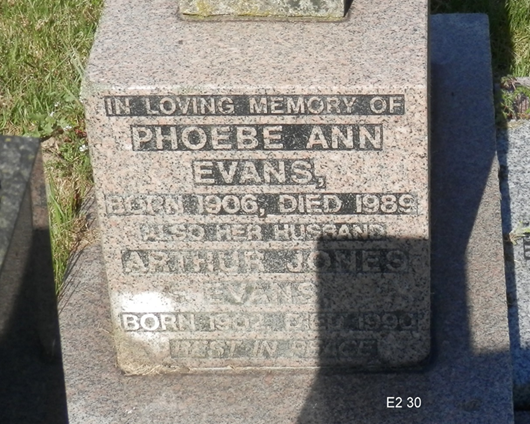 IN LOVING MEMORY OF
PHOEBE ANN
EVANS,
BORN 1906, DIED 1989
ALSO HER HUSBAND
ARTHUR JONES
EVANS
BORN DIED 1990
REST IN PEACE
E2 30